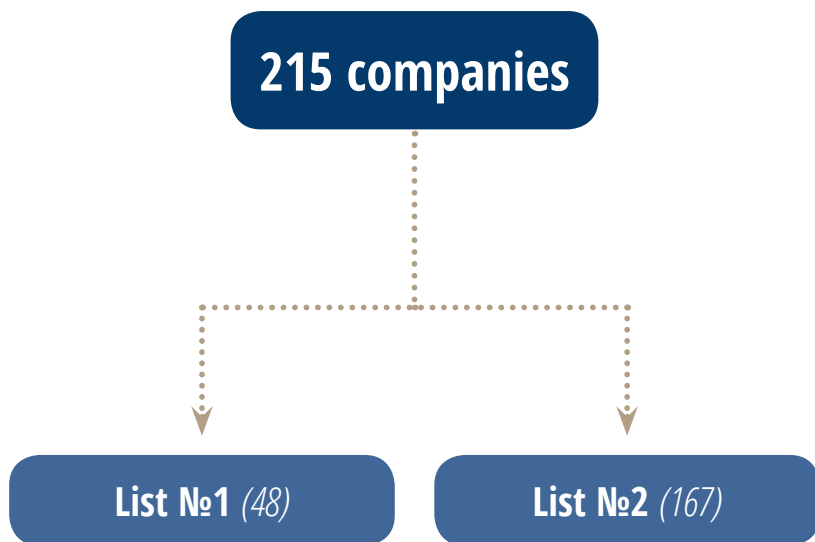 215 companies
List №1 (48)
List №2 (167)